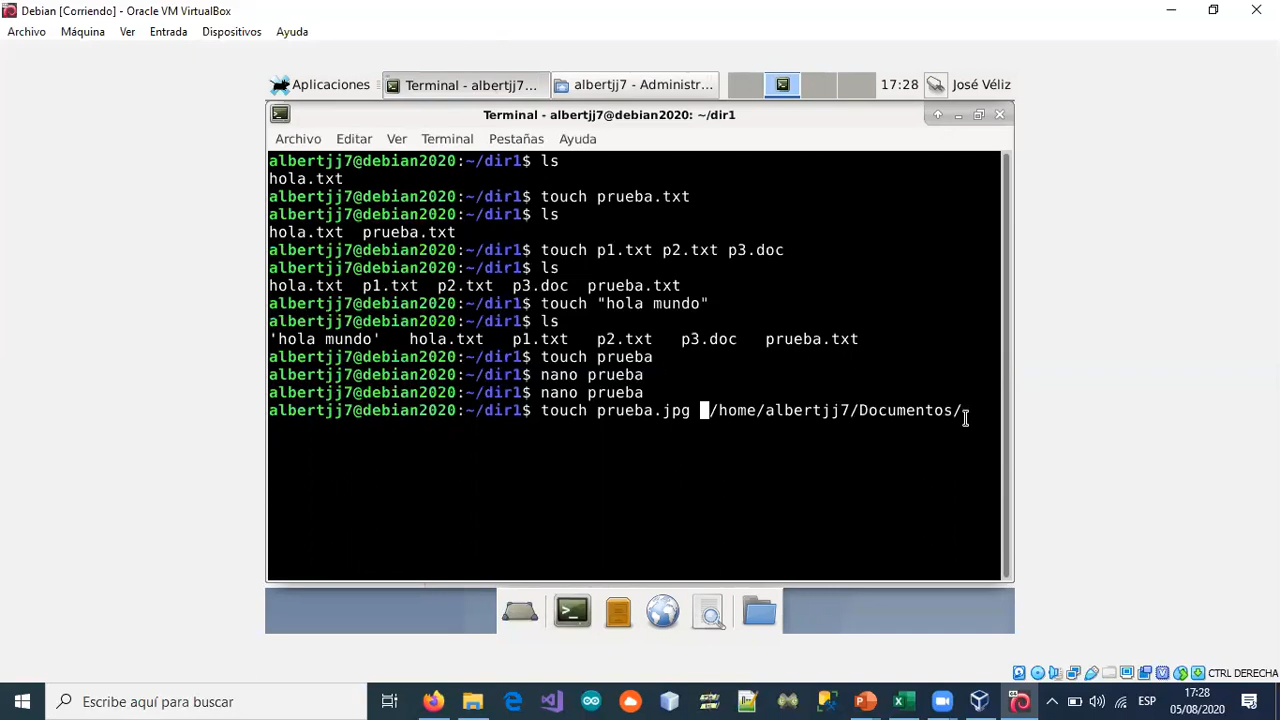 Debian [Corriendo] - Oracle VM VirtualBox
Archivo Máquina Ver Entrada Dispositivos Ayuda
Aplicaciones Terminal - albertjj7... albertjj7 - Administr... 17:28 José Véliz
Terminal - albertjj7@debian2020: ~/dir1
Archivo Editar Ver Terminal Pestañas Ayuda
albertjj7@debian2020:~/dir1$ ls
hola.txt
albertjj7@debian2020:~/dir1$ touch prueba.txt
albertjj7@debian2020:~/dir1$ ls
hola.txt prueba.txt
albertjj7@debian2020:~/dir1$ touch p1.txt p2.txt p3.doc
albertjj7@debian2020:~/dir1$ ls
hola.txt p1.txt p2.txt p3.doc prueba.txt
albertjj7@debian2020:~/dir1$ touch "hola mundo"
albertjj7@debian2020:~/dir1$ ls
'hola mundo' hola.txt p1.txt p2.txt p3.doc prueba.txt
albertjj7@debian2020:~/dir1$ touch prueba
albertjj7@debian2020:~/dir1$ nano prueba
albertjj7@debian2020:~/dir1$ nano prueba
albertjj7@debian2020:~/dir1$ touch prueba.jpg /home/albertjj7/Documentos/
CTRL DERECHA
Escribe aquí para buscar
ESP
17:28
05/08/2020